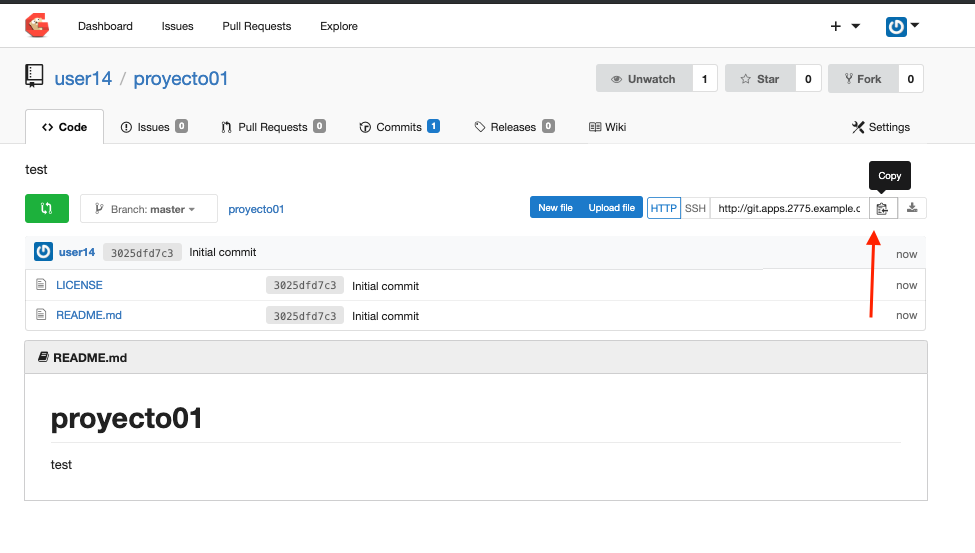 Dashboard Issues Pull Requests Explore
user14 / proyecto01 Unwatch 1 Star 0 Fork 0
Code Issues 0 Pull Requests 0 Commits 1 Releases 0 Wiki Settings
test
Copy
Branch: master proyecto01 New file Upload file HTTP SSH http://git.apps.2775.example.c
user14 3025dfd7c3 Initial commit now
LICENSE 3025dfd7c3 Initial commit now
README.md 3025dfd7c3 Initial commit now
README.md
proyecto01
test